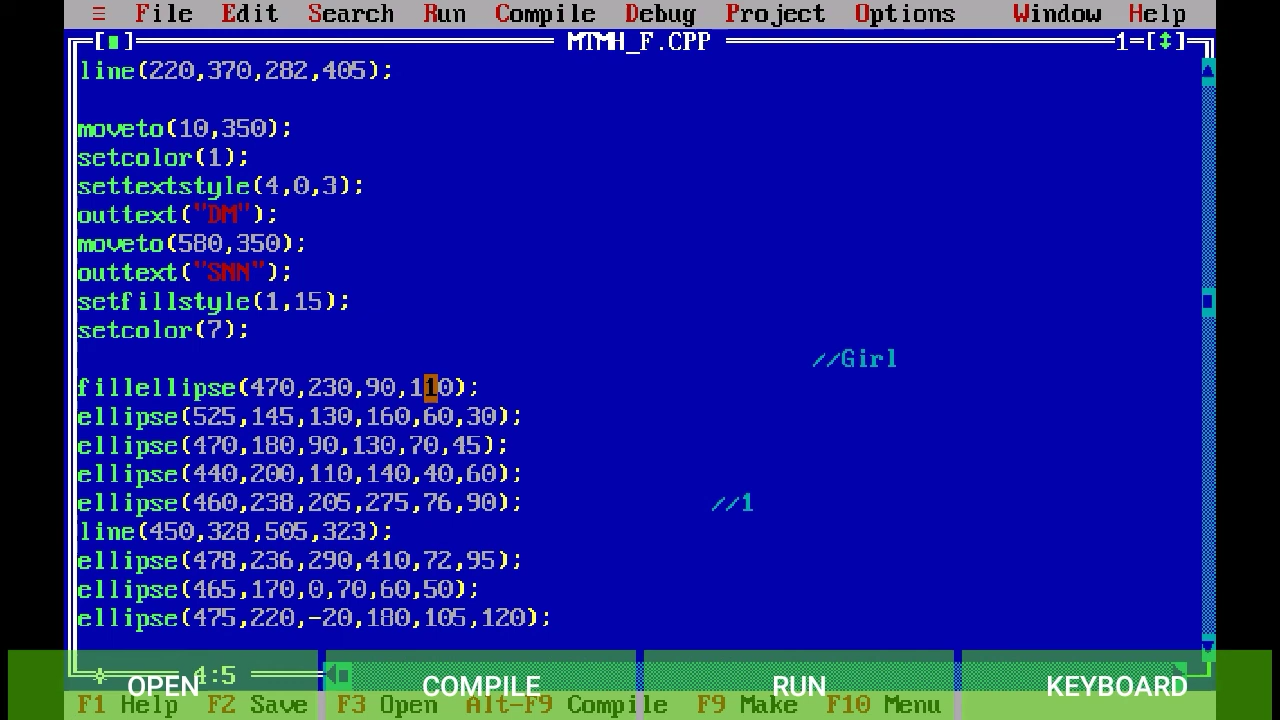 ≡ File Edit Search Run Compile Debug Project Options Window Help
[■] MTMH_F.CPP 1=[↕]
line(220,370,282,405);
moveto(10,350);
setcolor(1);
settextstyle(4,0,3);
outtext("DM");
moveto(580,350);
outtext("SNN");
setfillstyle(1,15);
setcolor(7);
//Girl
fillellipse(470,230,90,110);
ellipse(525,145,130,160,60,30);
ellipse(470,180,90,130,70,45);
ellipse(440,200,110,140,40,60);
ellipse(460,238,205,275,76,90); //1
line(450,328,505,323);
ellipse(478,236,290,410,72,95);
ellipse(465,170,0,70,60,50);
ellipse(475,220,-20,180,105,120);
4:5
OPEN COMPILE RUN KEYBOARD
F1 Help F2 Save F3 Open Alt-F9 Compile F9 Make F10 Menu